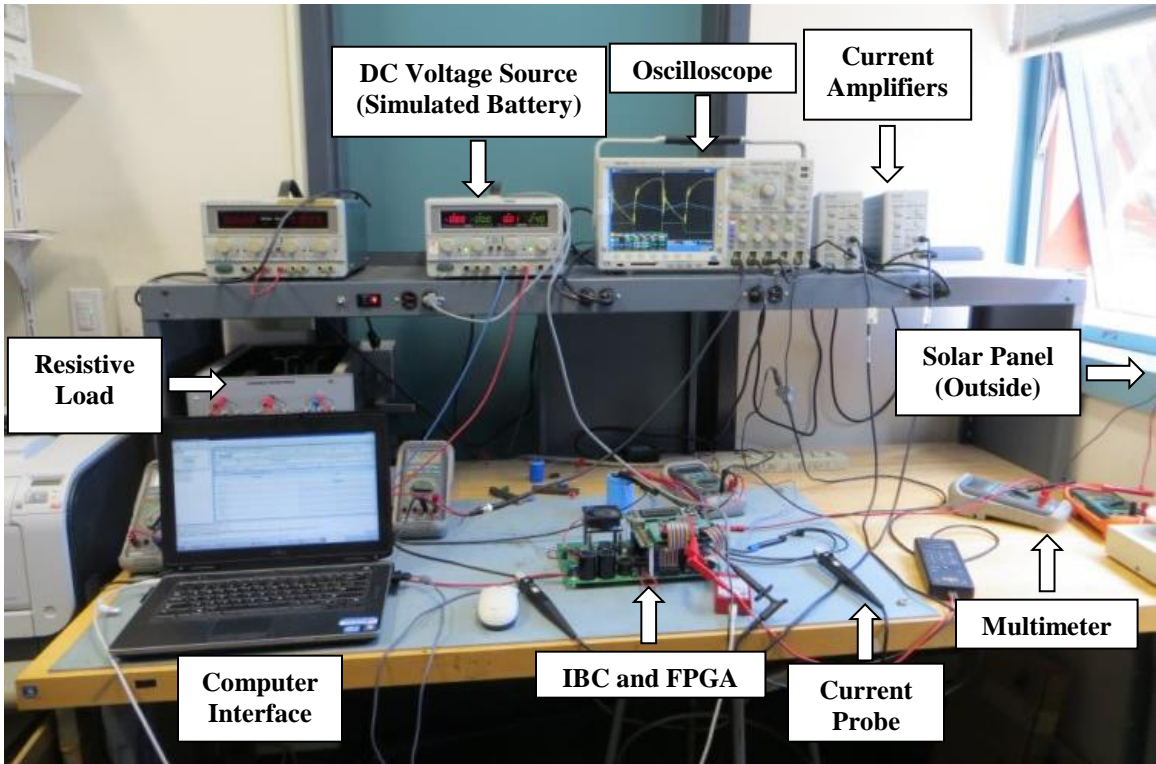 DC Voltage Source
(Simulated Battery)
Oscilloscope
Current
Amplifiers
Resistive
Load
Solar Panel
(Outside)
Computer
Interface
IBC and FPGA
Current
Probe
Multimeter